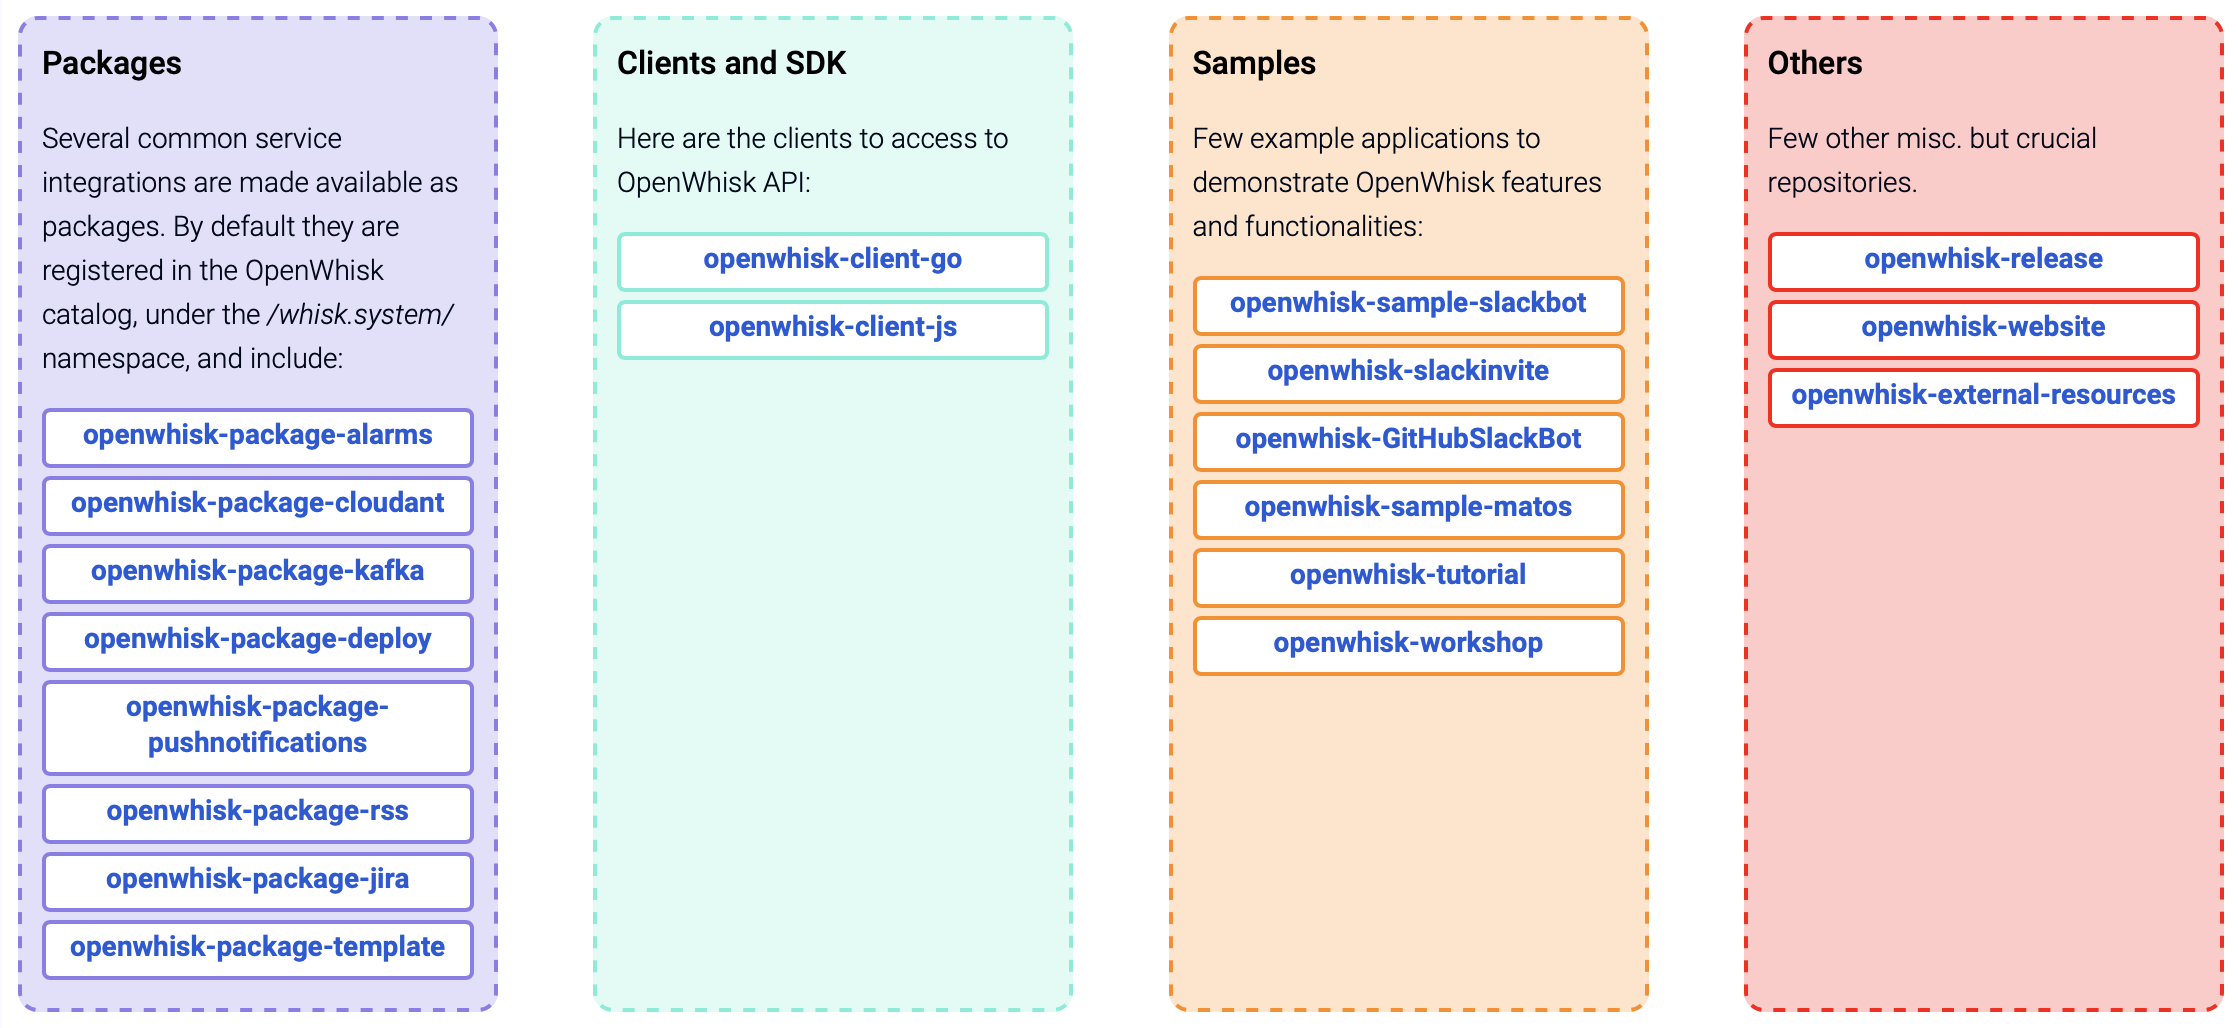 Packages
Several common service
integrations are made available as
packages. By default they are
registered in the OpenWhisk
catalog, under the /whisk.system/
namespace, and include:
openwhisk-package-alarms
openwhisk-package-cloudant
openwhisk-package-kafka
openwhisk-package-deploy
openwhisk-package-
pushnotifications
openwhisk-package-rss
openwhisk-package-jira
openwhisk-package-template
Clients and SDK
Here are the clients to access to
OpenWhisk API:
openwhisk-client-go
openwhisk-client-js
Samples
Few example applications to
demonstrate OpenWhisk features
and functionalities:
openwhisk-sample-slackbot
openwhisk-slackinvite
openwhisk-GitHubSlackBot
openwhisk-sample-matos
openwhisk-tutorial
openwhisk-workshop
Others
Few other misc. but crucial
repositories.
openwhisk-release
openwhisk-website
openwhisk-external-resources